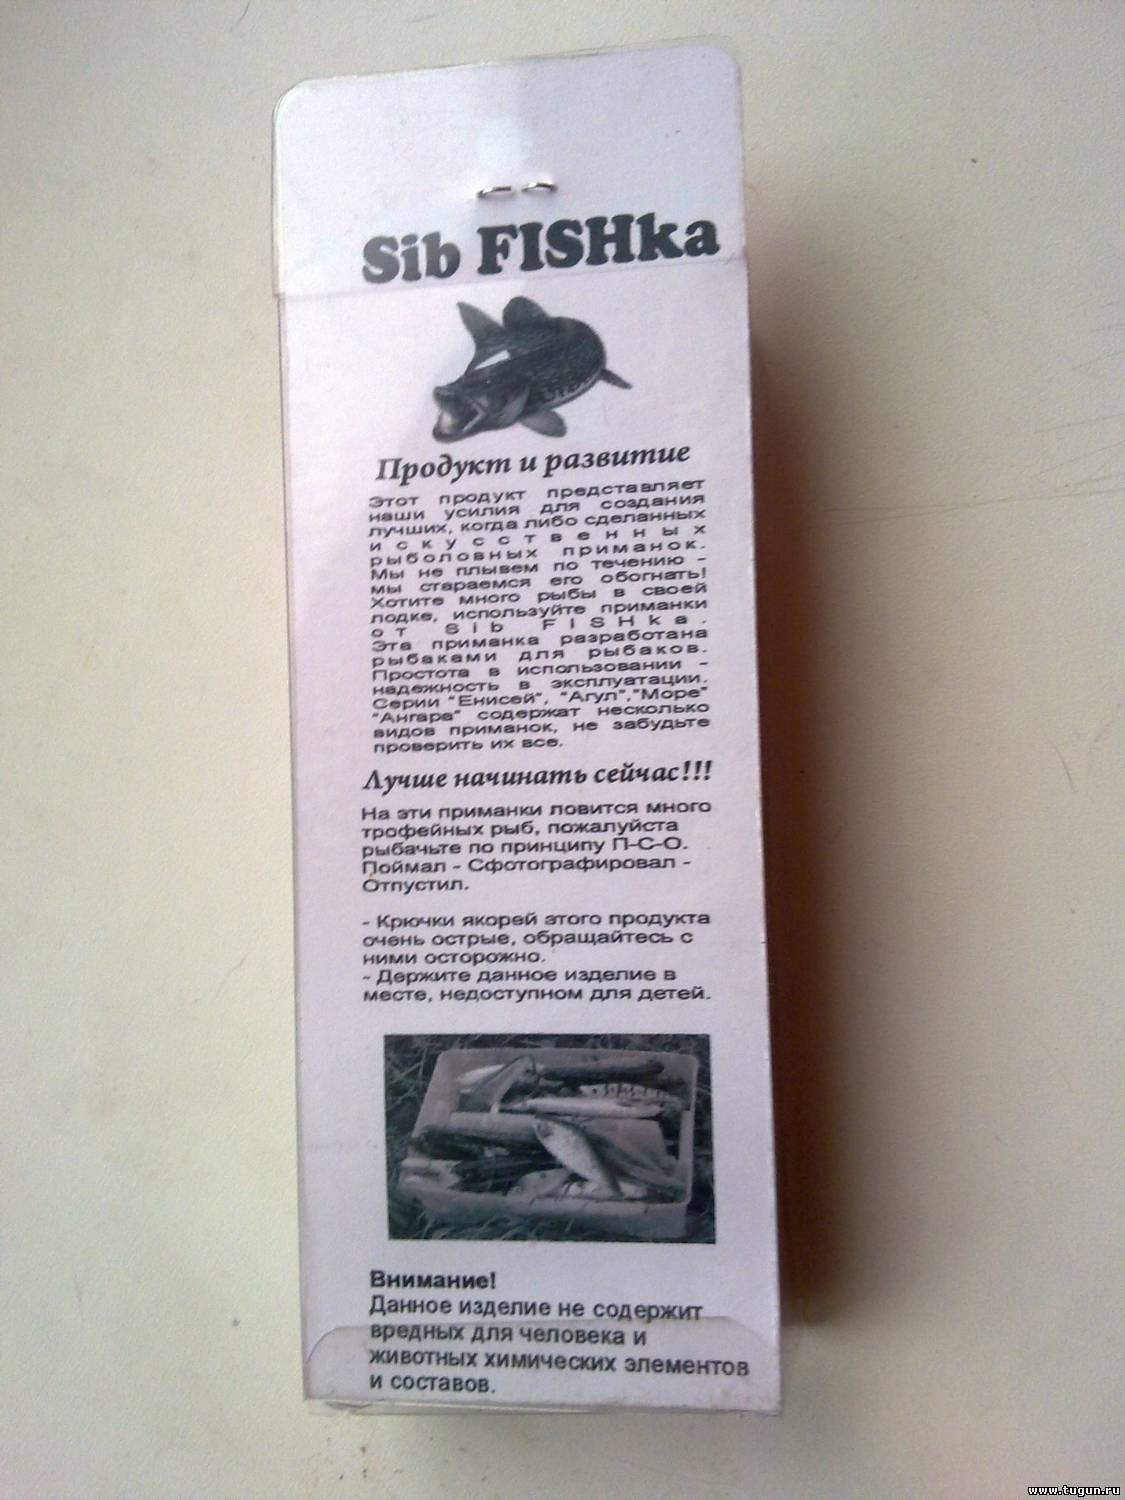 Sib FISHka
Продукт и развитие
Этот продукт представляет
наши усилия для создания
лучших, когда либо сделанных
искусственных
рыболовных приманок.
Мы не плывем по течению -
мы стараемся его обогнать!
Хотите много рыбы в своей
лодке, используйте приманки
от Sib FISHka.
Эта приманка разработана
рыбаками для рыбаков.
Простота в использовании -
надежность в эксплуатации.
Серии "Енисей", "Агул","Море"
"Ангара" содержат несколько
видов приманок, не забудьте
проверить их все.
Лучше начинать сейчас!!!
На эти приманки ловится много
трофейных рыб, пожалуйста
рыбачьте по принципу П-С-О.
Поймал - Сфотографировал -
Отпустил.
- Крючки якорей этого продукта
очень острые, обращайтесь с
ними осторожно.
- Держите данное изделие в
месте, недоступном для детей.
Внимание!
Данное изделие не содержит
вредных для человека и
животных химических элементов
и составов.
www.tugun.ru